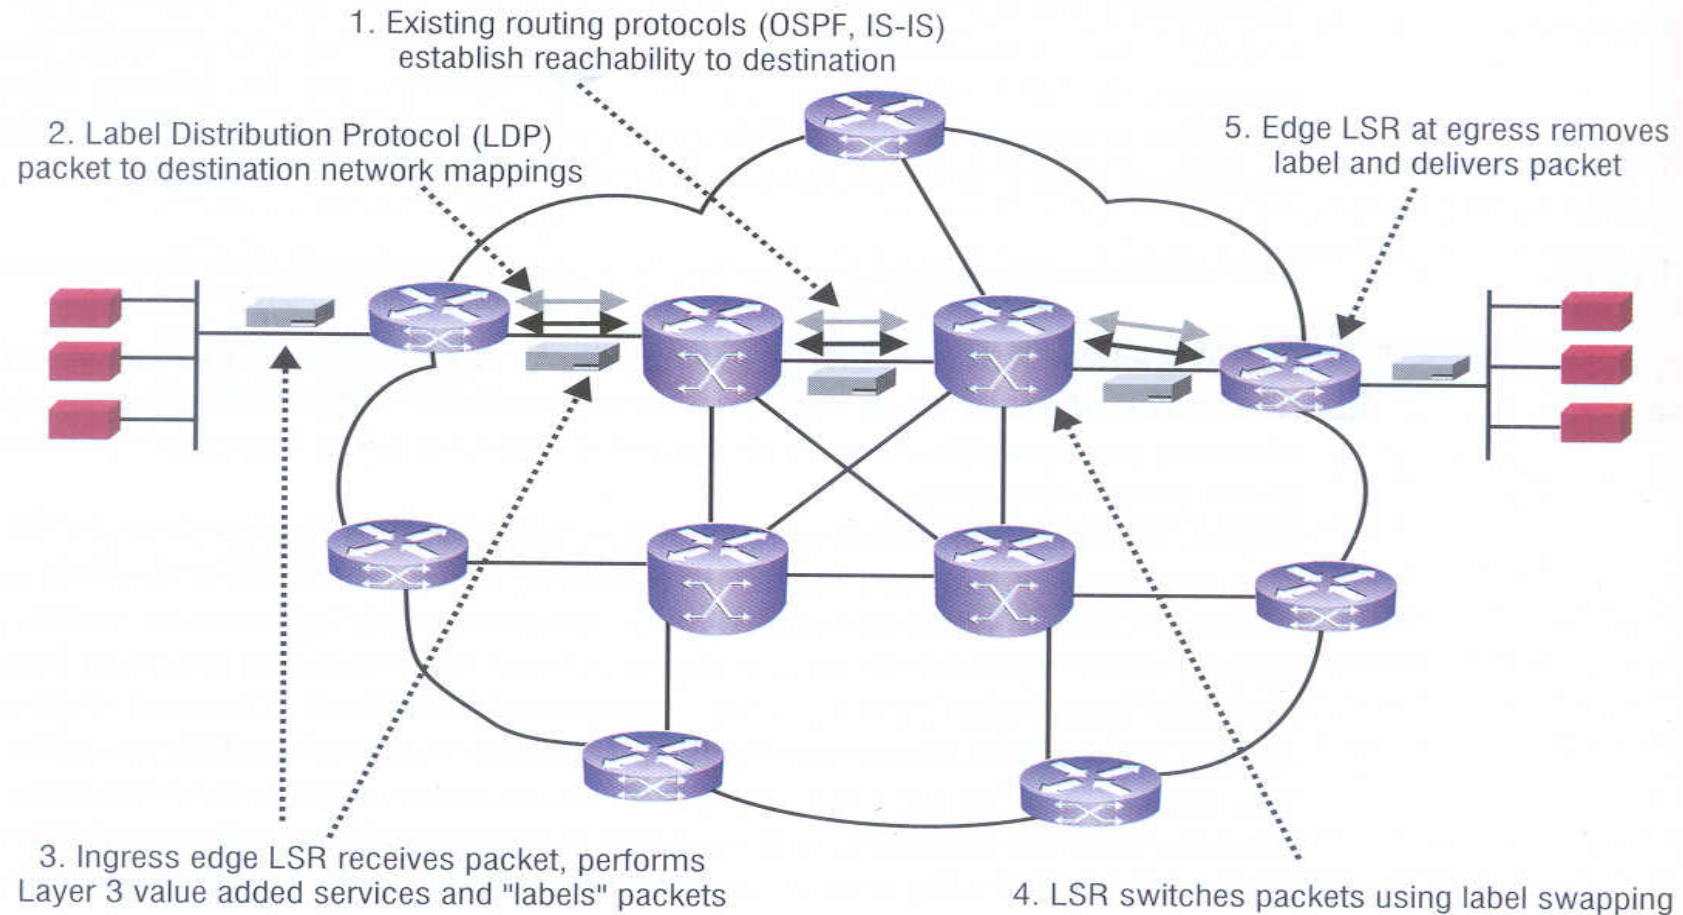 1. Existing routing protocols (OSPF, IS-IS)
establish reachability to destination
2. Label Distribution Protocol (LDP)
packet to destination network mappings
5. Edge LSR at egress removes
label and delivers packet
3. Ingress edge LSR receives packet, performs
Layer 3 value added services and "labels" packets
4. LSR switches packets using label swapping